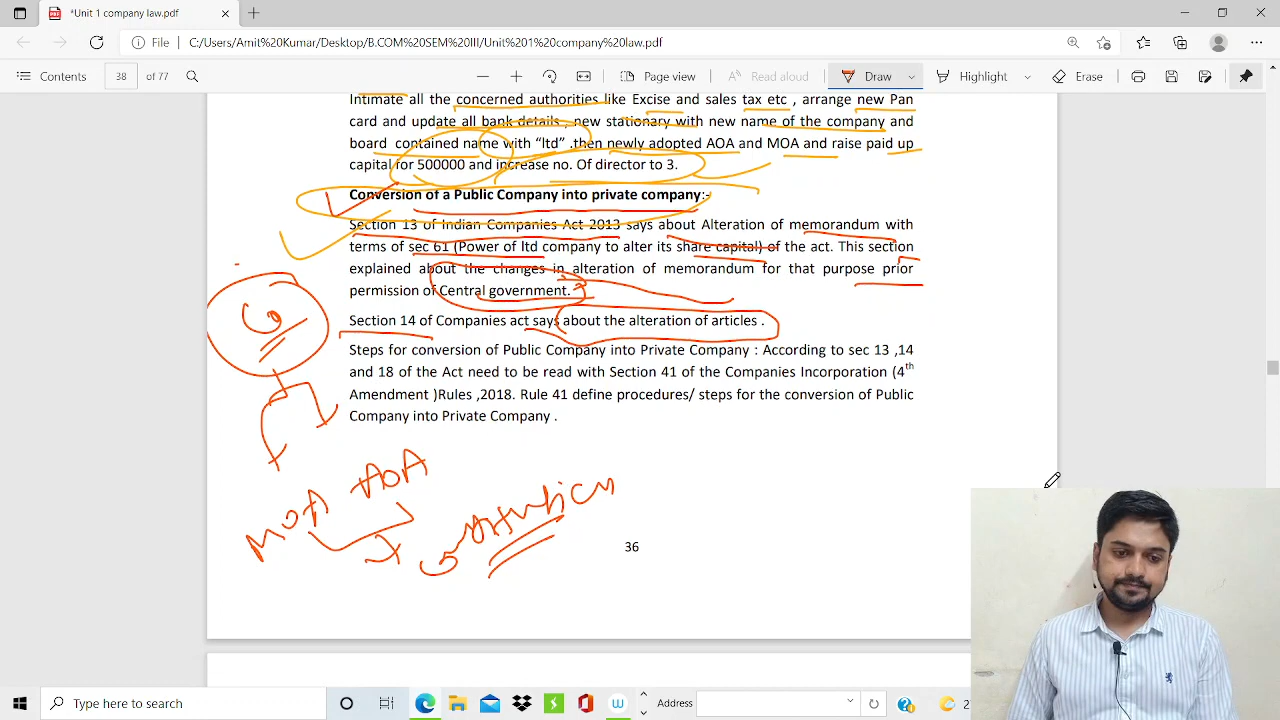 *Unit 1 company law.pdf
File C:/Users/Amit%20Kumar/Desktop/B.COM%20SEM%20III/Unit%201%20company%20law.pdf
Contents 38 of 77 Page view Read aloud Draw Highlight Erase
Intimate all the concerned authorities like Excise and sales tax etc , arrange new Pan
card and update all bank details , new stationary with new name of the company and
board contained name with “ltd” .then newly adopted AOA and MOA and raise paid up
capital for 500000 and increase no. Of director to 3.
Conversion of a Public Company into private company:-
Section 13 of Indian Companies Act 2013 says about Alteration of memorandum with
terms of sec 61 (Power of ltd company to alter its share capital) of the act. This section
explained about the changes in alteration of memorandum for that purpose prior
permission of Central government.
Section 14 of Companies act says about the alteration of articles .
Steps for conversion of Public Company into Private Company : According to sec 13 ,14
and 18 of the Act need to be read with Section 41 of the Companies Incorporation (4th
Amendment )Rules ,2018. Rule 41 define procedures/ steps for the conversion of Public
Company into Private Company .
MOA AOA
36
Type here to search
Address
2